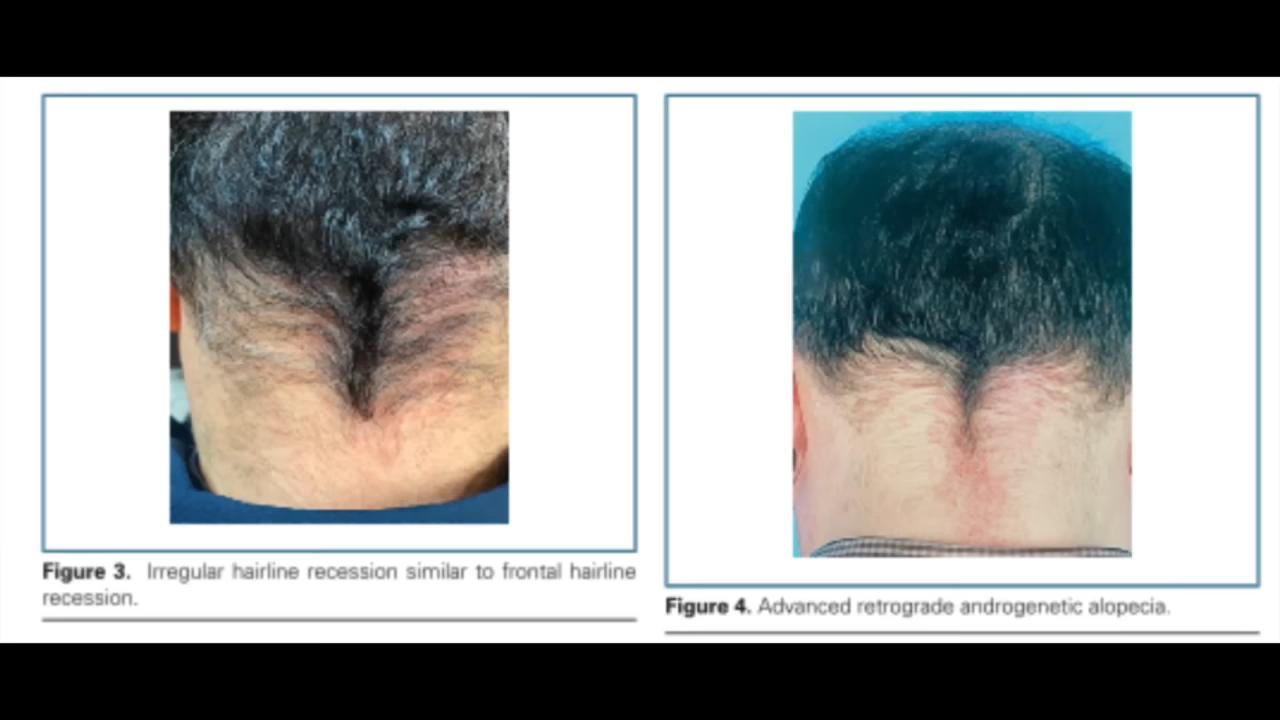 Figure 3. Irregular hairline recession similar to frontal hairline
recession.
Figure 4. Advanced retrograde androgenetic alopecia.